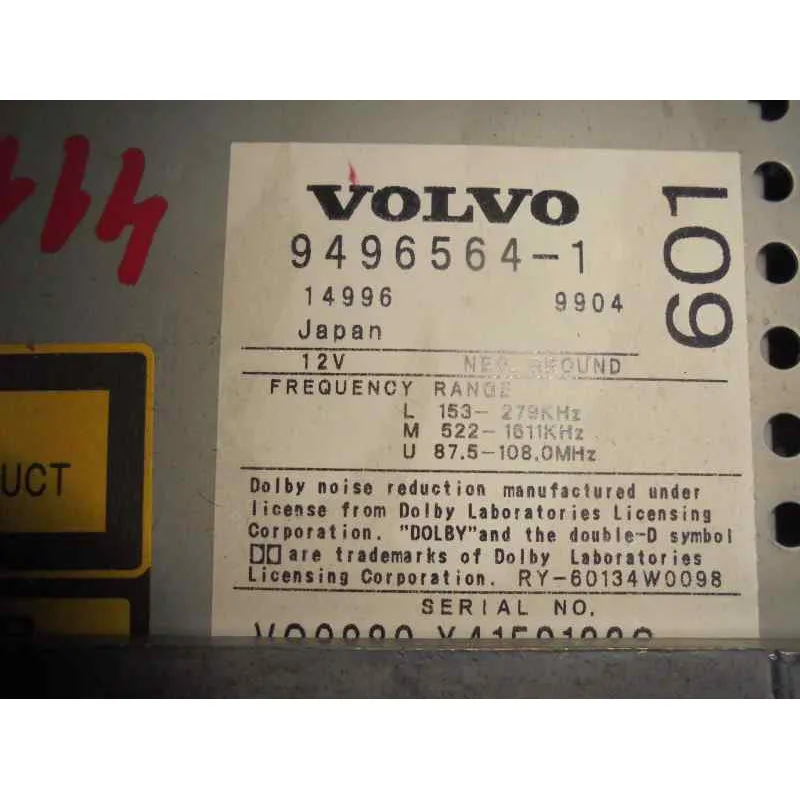 VOLVO
601
9496564-1
14996 9904
Japan
12V NEG. GROUND
FREQUENCY RANGE
L 153- 279KHz
M 522-1611KHz
U 87.5-108.0MHz
UCT
Dolby noise reduction manufactured under
license from Dolby Laboratories Licensing
Corporation. "DOLBY"and the double-D symbol
are trademarks of Dolby Laboratories
Licensing Corporation. RY-60134W0098
SERIAL NO.